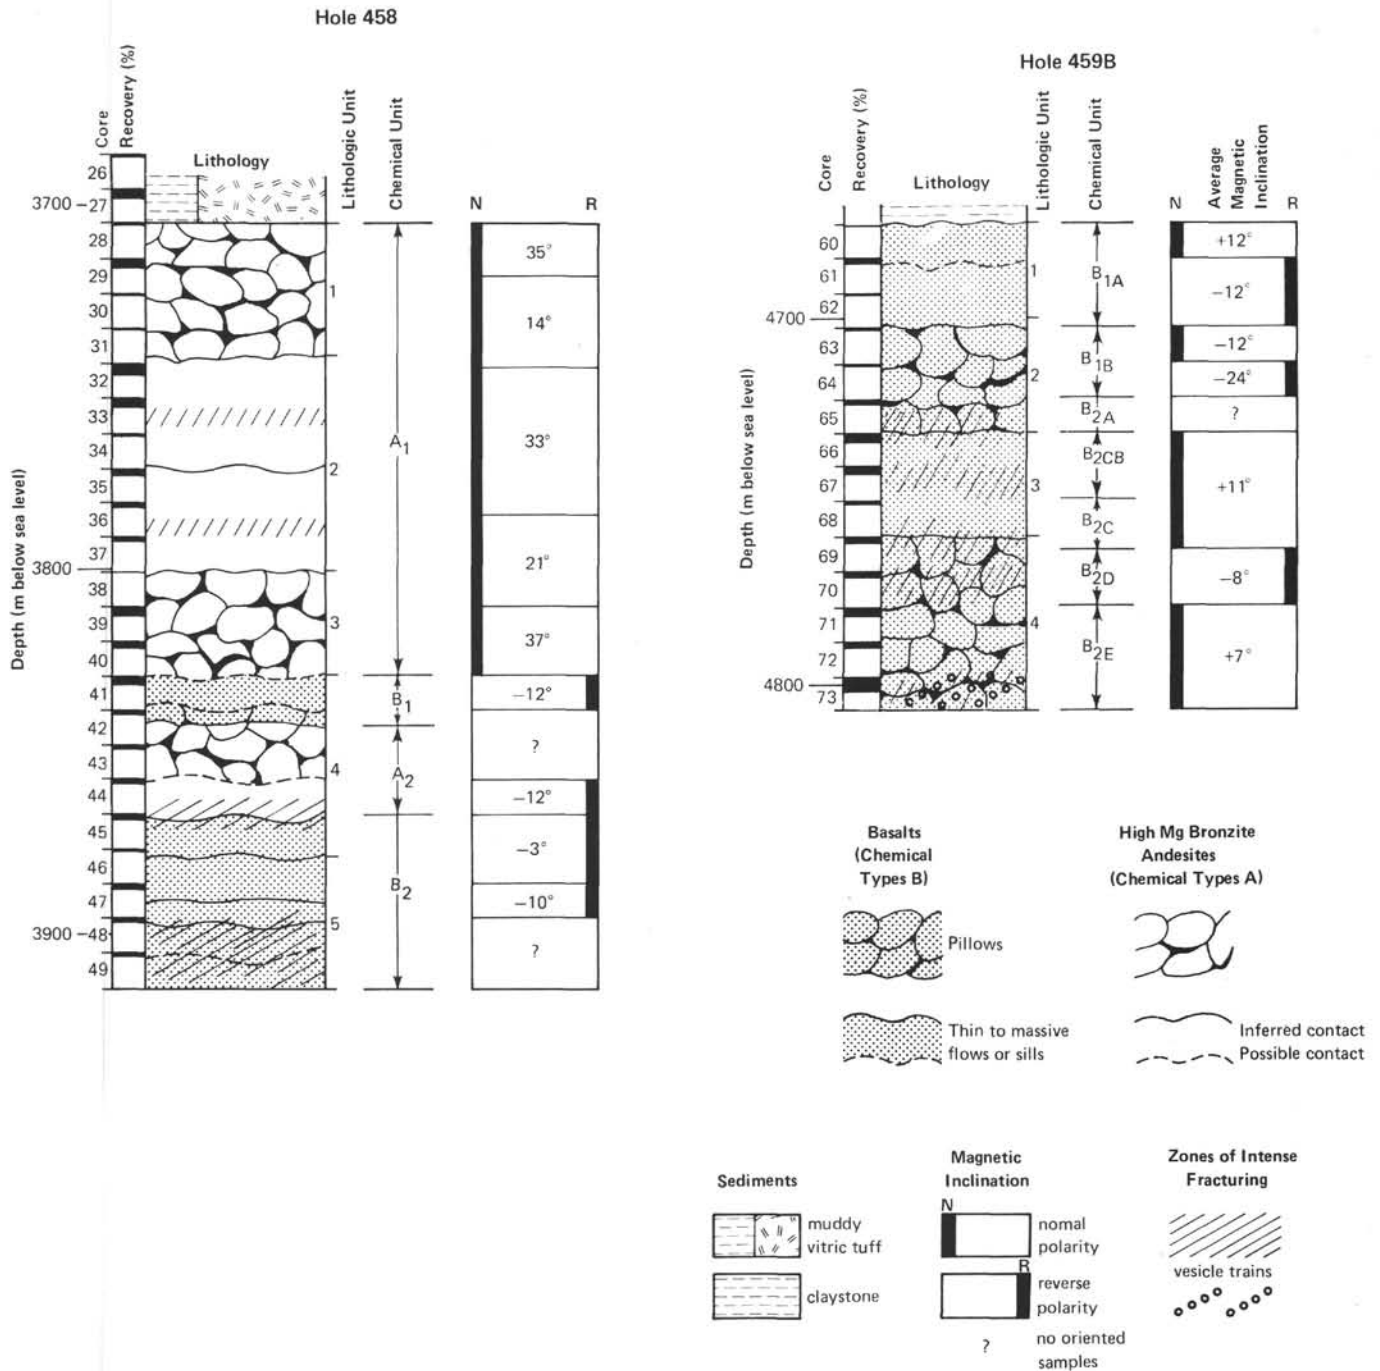 Hole 458
Core
Recovery (%)
Lithology
Lithologic Unit
Chemical Unit
N
R
Depth (m below sea level)
3700
3800
3900
26
27
28
29
30
31
32
33
34
35
36
37
38
39
40
41
42
43
44
45
46
47
48
49
1
2
3
4
5
A1
B1
A2
B2
35°
14°
33°
21°
37°
−12°
?
−12°
−3°
−10°
?
Hole 459B
Core
Recovery (%)
Lithology
Lithologic Unit
Chemical Unit
N
Average
Magnetic
Inclination
R
Depth (m below sea level)
4700
4800
60
61
62
63
64
65
66
67
68
69
70
71
72
73
1
2
3
4
B1A
B1B
B2A
B2CB
B2C
B2D
B2E
+12°
−12°
−12°
−24°
?
+11°
−8°
+7°
Basalts
(Chemical
Types B)
Pillows
Thin to massive
flows or sills
High Mg Bronzite
Andesites
(Chemical Types A)
Inferred contact
Possible contact
Sediments
muddy
vitric tuff
claystone
Magnetic
Inclination
N
nomal
polarity
R
reverse
polarity
?
no oriented
samples
Zones of Intense
Fracturing
vesicle trains